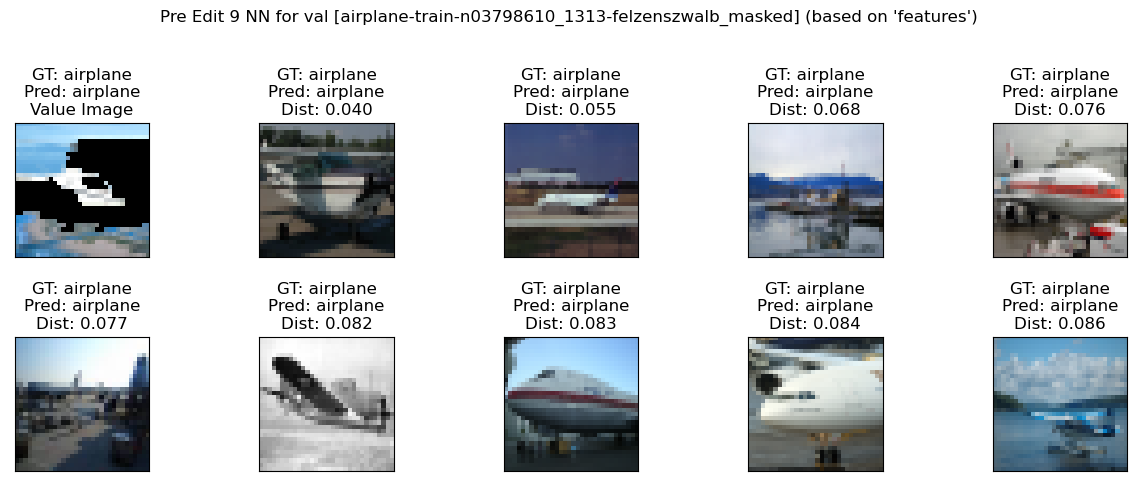 Pre Edit 9 NN for val [airplane-train-n03798610_1313-felzenszwalb_masked] (based on 'features')
GT: airplane
Pred: airplane
Value Image
GT: airplane
Pred: airplane
Dist: 0.040
GT: airplane
Pred: airplane
Dist: 0.055
GT: airplane
Pred: airplane
Dist: 0.068
GT: airplane
Pred: airplane
Dist: 0.076
GT: airplane
Pred: airplane
Dist: 0.077
GT: airplane
Pred: airplane
Dist: 0.082
GT: airplane
Pred: airplane
Dist: 0.083
GT: airplane
Pred: airplane
Dist: 0.084
GT: airplane
Pred: airplane
Dist: 0.086